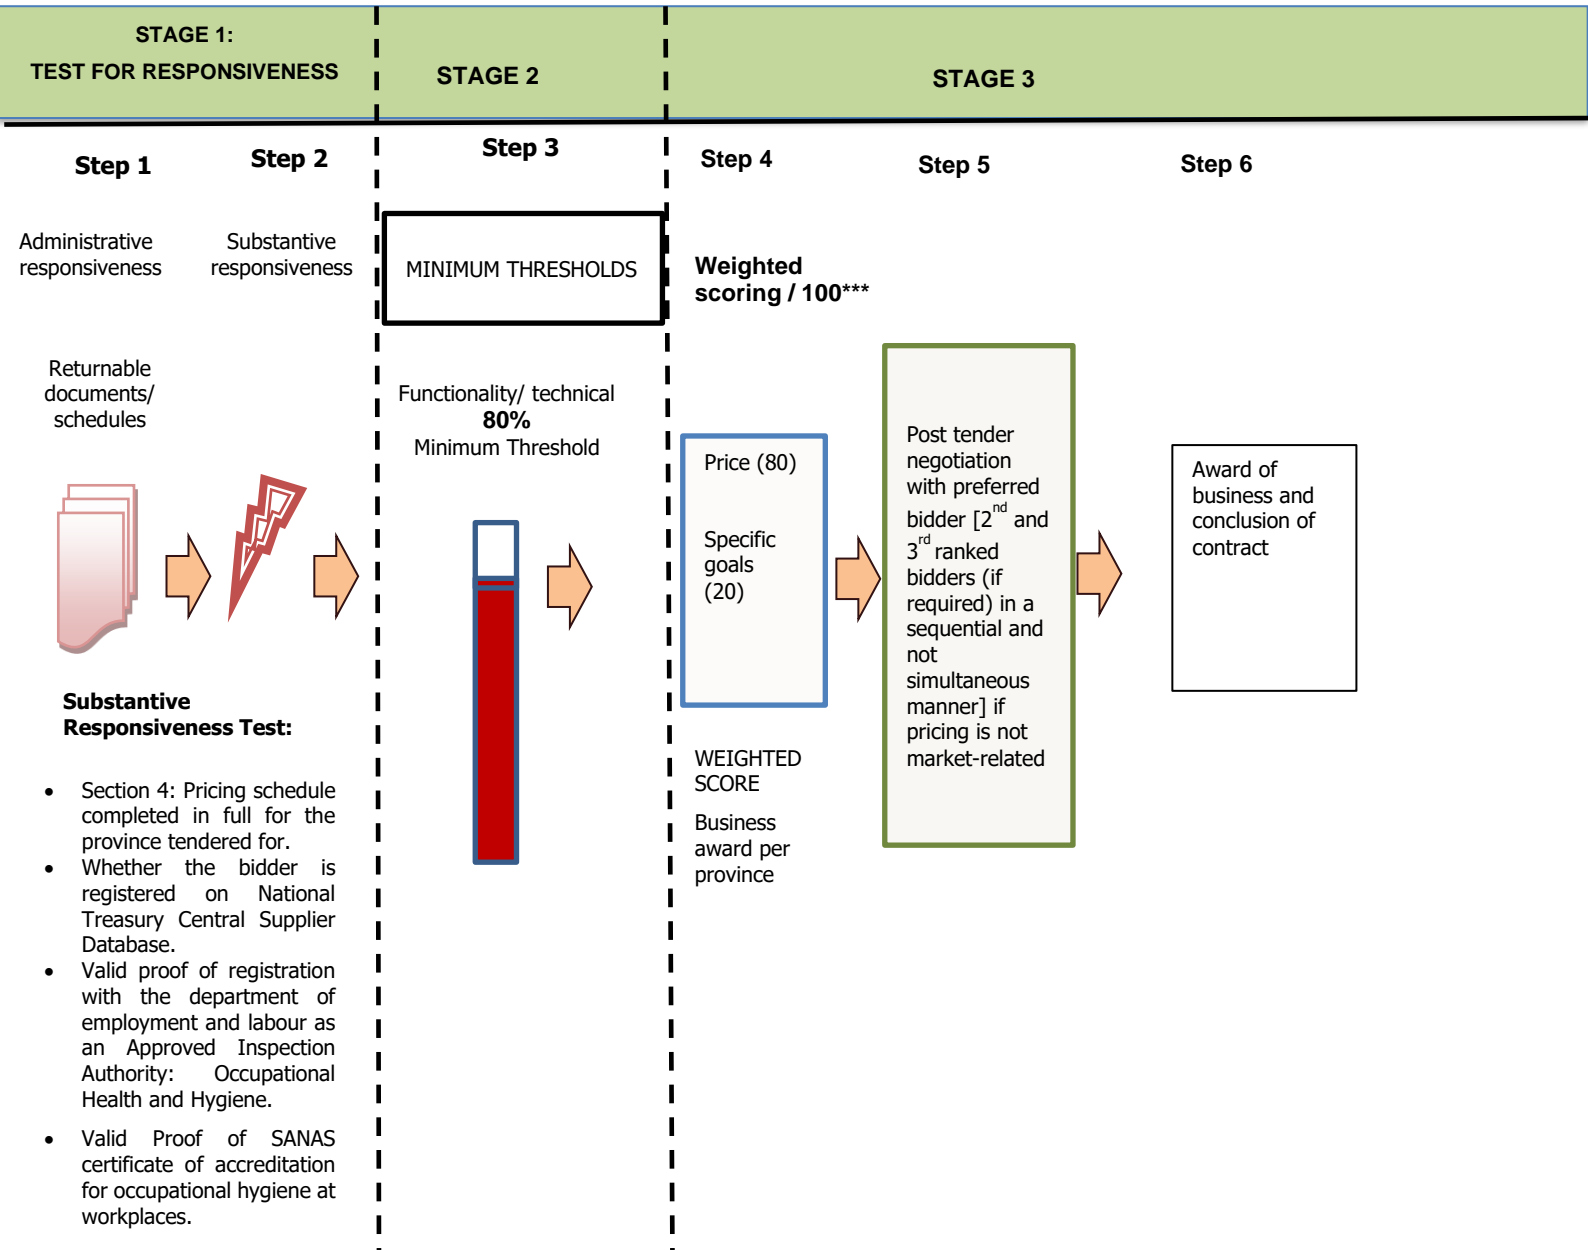 STAGE 1:
TEST FOR RESPONSIVENESS
STAGE 2
STAGE 3
Step 1
Step 2
Step 3
Step 4
Step 5
Step 6
Administrative
responsiveness
Substantive
responsiveness
MINIMUM THRESHOLDS
Weighted
scoring / 100***
Returnable
documents/
schedules
Functionality/ technical
80%
Minimum Threshold
Price (80)
Specific
goals
(20)
Post tender
negotiation
with preferred
bidder [2nd and
3rd ranked
bidders (if
required) in a
sequential and
not
simultaneous
manner] if
pricing is not
market-related
Award of
business and
conclusion of
contract
WEIGHTED
SCORE
Business
award per
province
Substantive
Responsiveness Test:
• Section 4: Pricing schedule
completed in full for the
province tendered for.
• Whether the bidder is
registered on National
Treasury Central Supplier
Database.
• Valid proof of registration
with the department of
employment and labour as
an Approved Inspection
Authority: Occupational
Health and Hygiene.
• Valid Proof of SANAS
certificate of accreditation
for occupational hygiene at
workplaces.